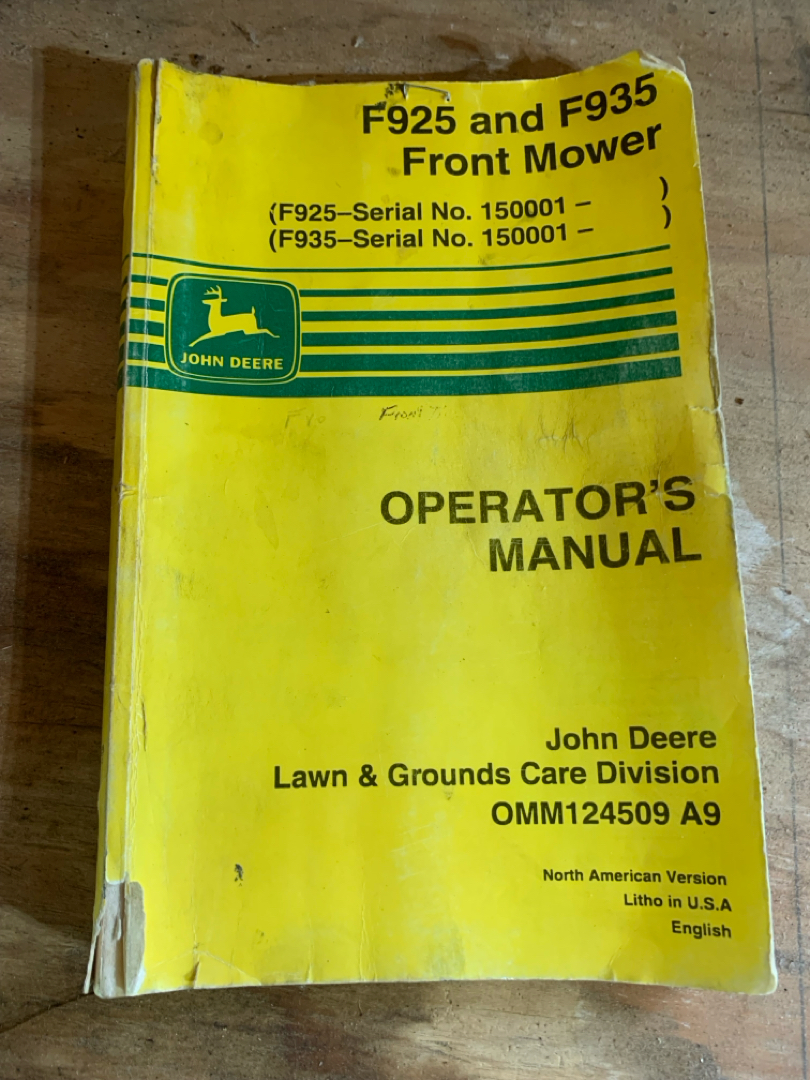 F925 and F935
Front Mower
(F925–Serial No. 150001 – )
(F935–Serial No. 150001 – )
JOHN DEERE
OPERATOR'S
MANUAL
John Deere
Lawn & Grounds Care Division
OMM124509 A9
North American Version
Litho in U.S.A
English